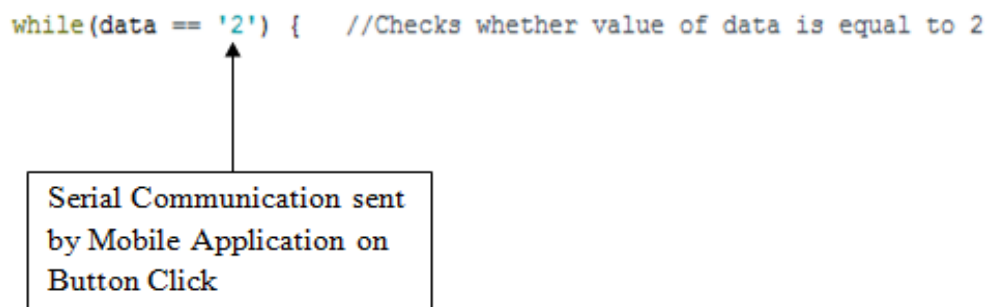 while(data == '2') {   //Checks whether value of data is equal to 2
Serial Communication sent
by Mobile Application on
Button Click